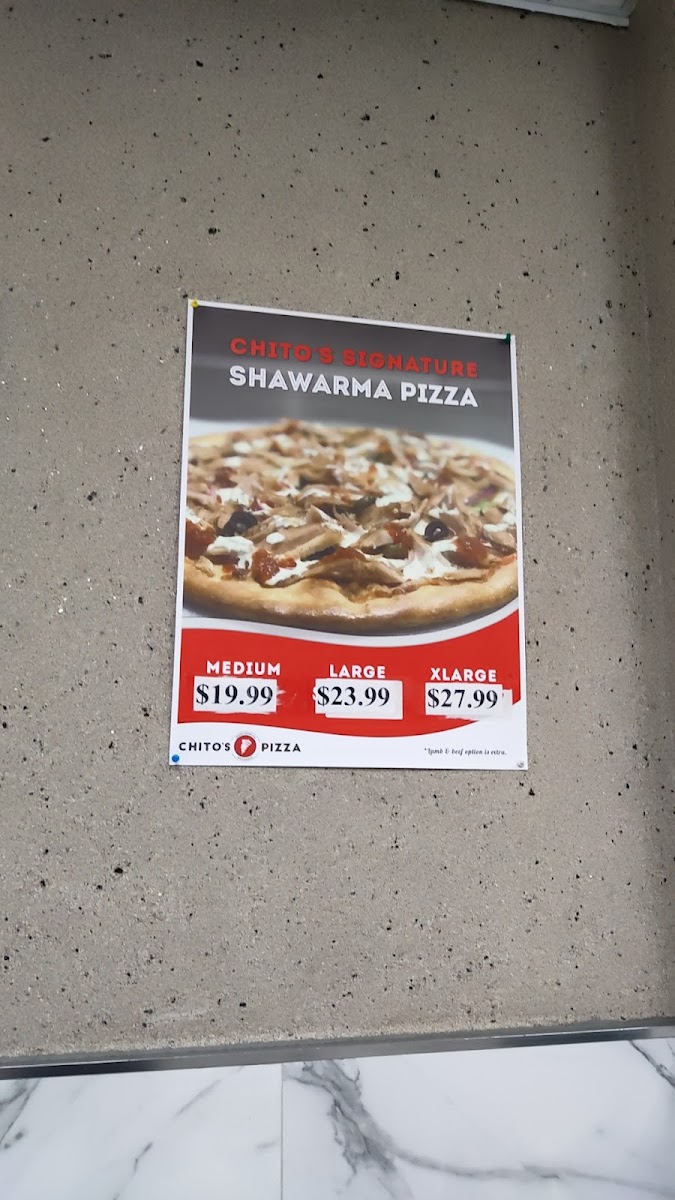 CHITO'S SIGNATURE
SHAWARMA PIZZA
MEDIUM LARGE XLARGE
$19.99 $23.99 $27.99
CHITO'S PIZZA
*Lamb & beef option is extra.